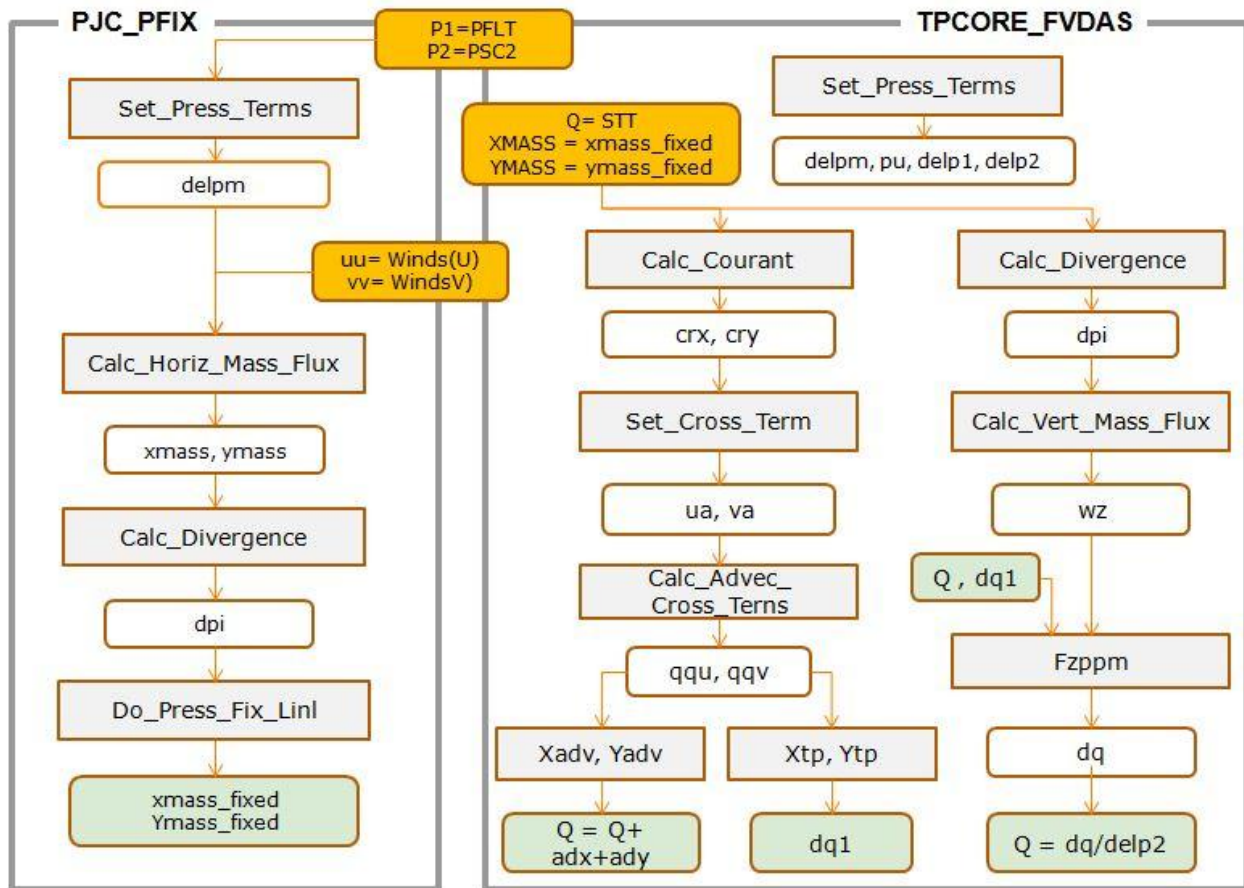 PJC_PFIX
P1=PFLT
P2=PSC2
Set_Press_Terms
delpm
uu= Winds(U)
vv= WindsV)
Calc_Horiz_Mass_Flux
xmass, ymass
Calc_Divergence
dpi
Do_Press_Fix_Linl
xmass_fixed
Ymass_fixed
TPCORE_FVDAS
Set_Press_Terms
delpm, pu, delp1, delp2
Q= STT
XMASS = xmass_fixed
YMASS = ymass_fixed
Calc_Courant
crx, cry
Set_Cross_Term
ua, va
Calc_Advec_
Cross_Terns
qqu, qqv
Xadv, Yadv
Q = Q+
adx+ady
Xtp, Ytp
dq1
Calc_Divergence
dpi
Calc_Vert_Mass_Flux
wz
Q , dq1
Fzppm
dq
Q = dq/delp2